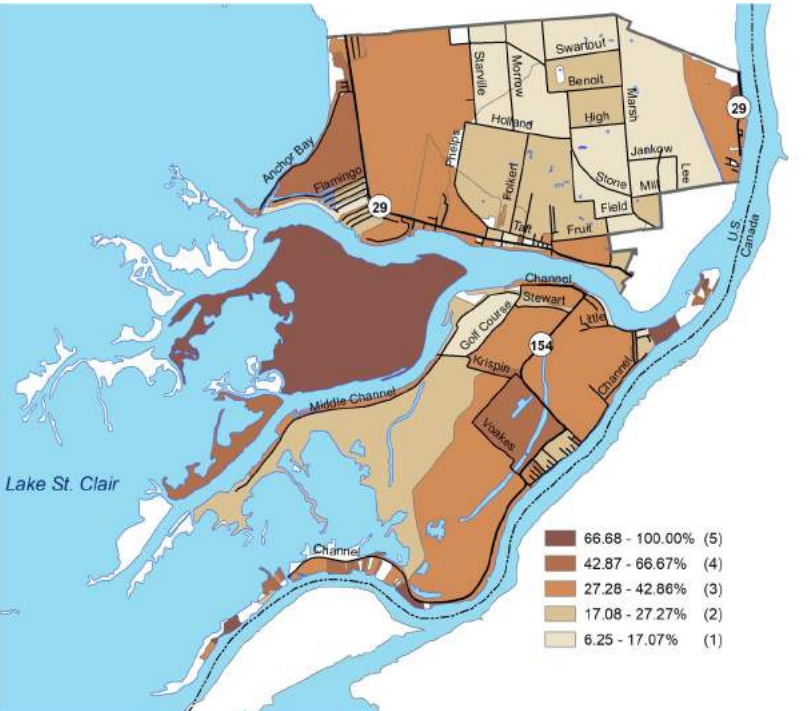 Swartout
Starville
Morrow
Benoit
Marsh
High
29
Holland
Phelps
Jankow
Anchor Bay
Flamingo
Folkert
Stone
Mill
Lee
Field
29
Taft
Fruit
U.S.
Canada
Channel
Stewart
Golf Course
Little
154
Krispin
Channel
Middle Channel
Voakes
Lake St. Clair
Channel
66.68 - 100.00% (5)
42.87 - 66.67% (4)
27.28 - 42.86% (3)
17.08 - 27.27% (2)
6.25 - 17.07% (1)